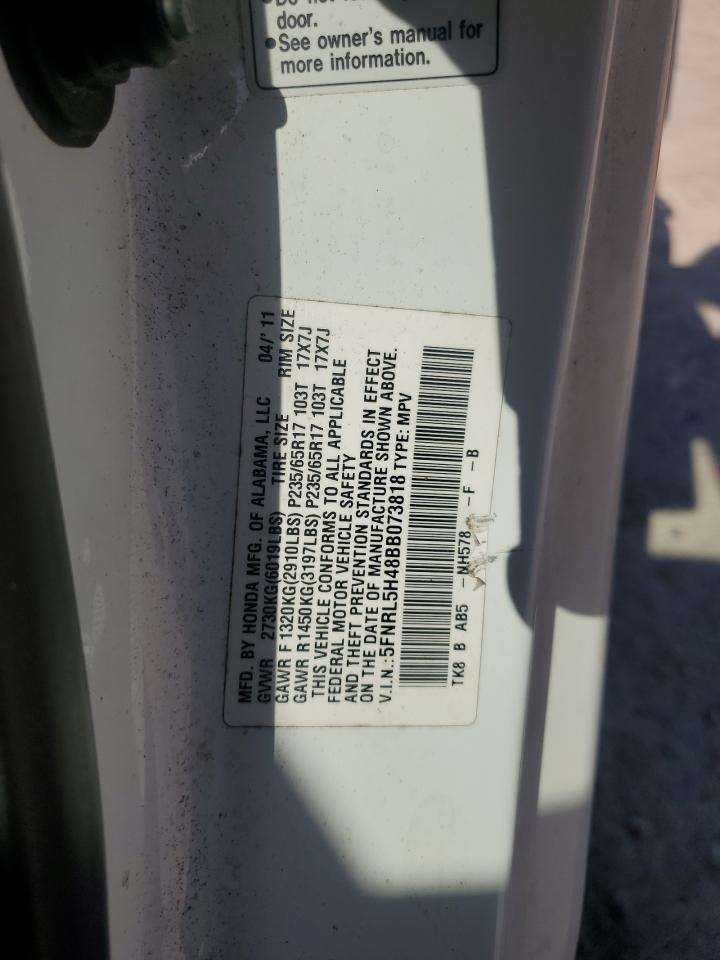 door.
•See owner's manual for
more information.
MFD. BY HONDA MFG. OF ALABAMA, LLC 04/'11
GVWR 2730KG(6019LBS) TIRE SIZE RIM SIZE
GAWR F 1320KG(2910LBS) P235/65R17 103T 17X7J
GAWR R1450KG(3197LBS) P235/65R17 103T 17X7J
THIS VEHICLE CONFORMS TO ALL APPLICABLE
FEDERAL MOTOR VEHICLE SAFETY
AND THEFT PREVENTION STANDARDS IN EFFECT
ON THE DATE OF MANUFACTURE SHOWN ABOVE.
V.I.N.:5FNRL5H48BB073818 TYPE: MPV
TK8 B AB5 -NH578 -F -B